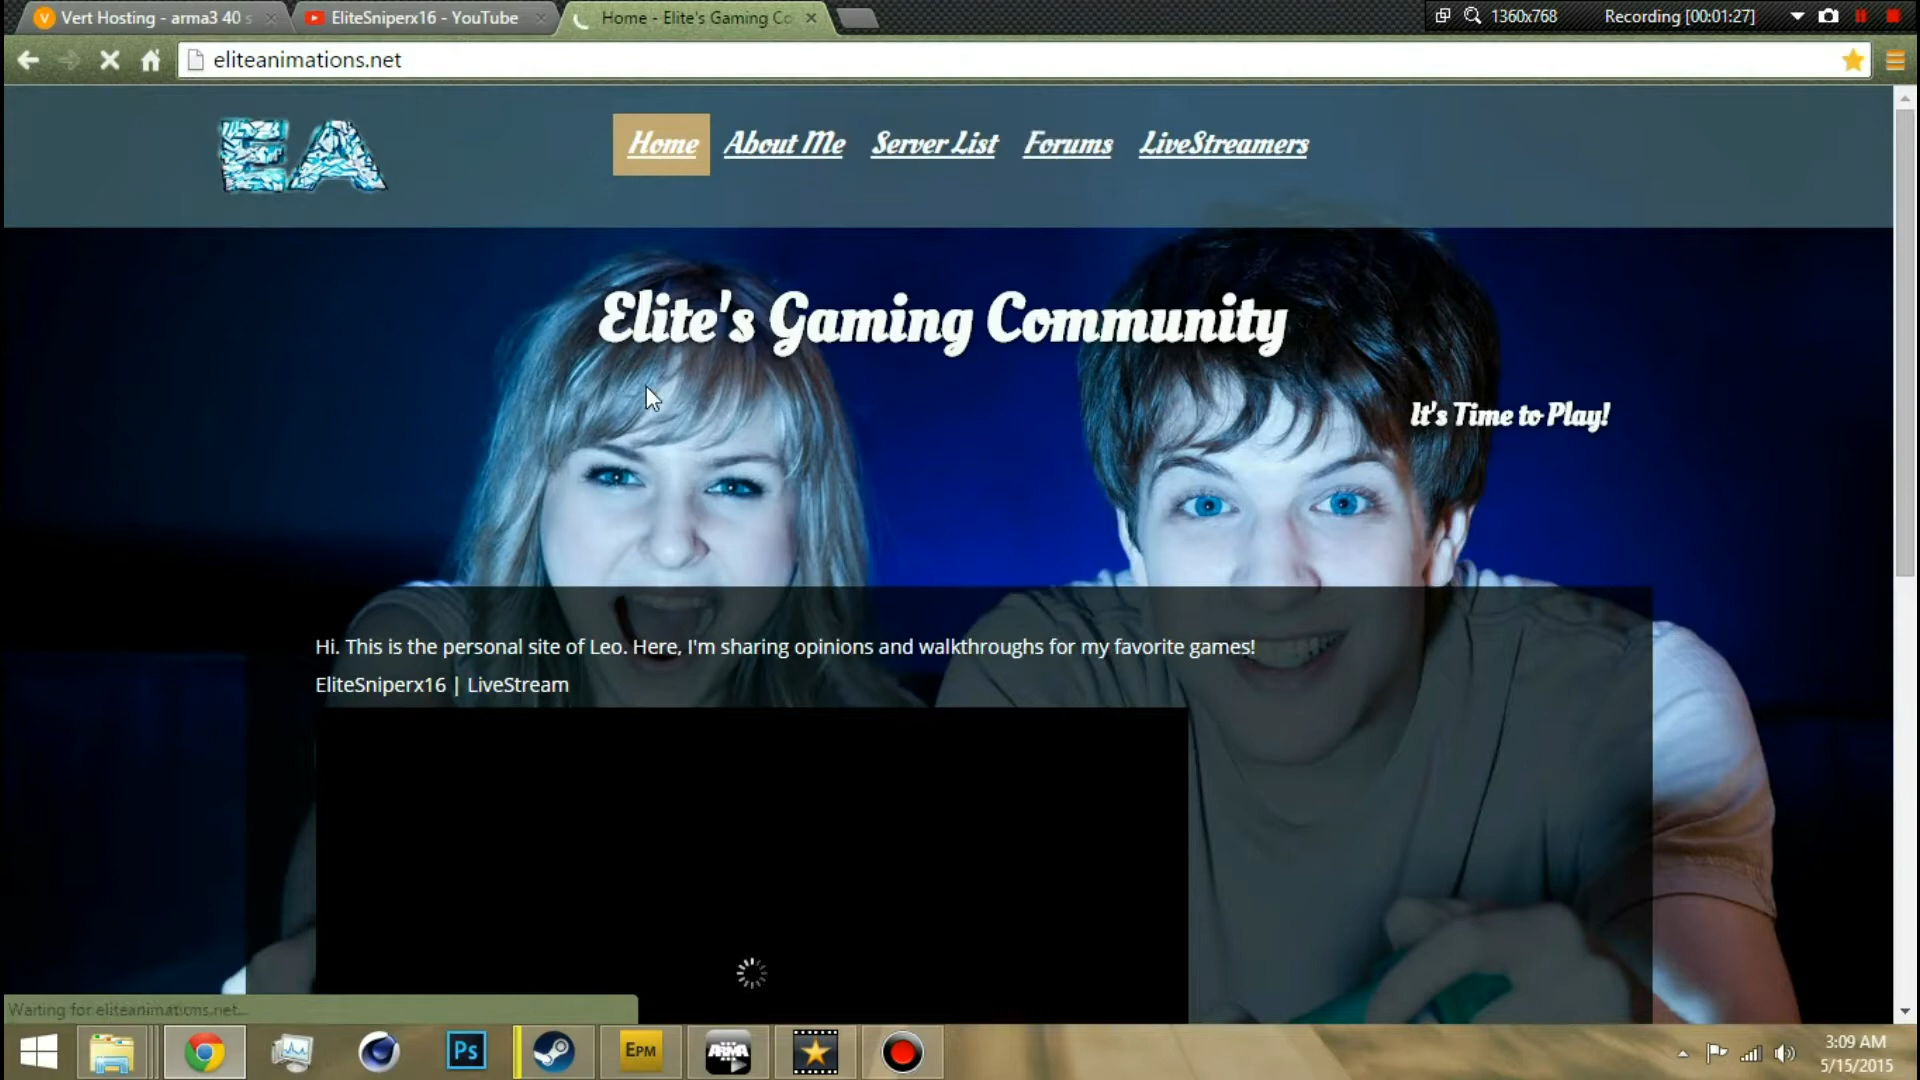 Vert Hosting - arma3 40 s
EliteSniperx16 - YouTube
Home - Elite's Gaming Co
1360x768
Recording [00:01:27]
eliteanimations.net
EA
Home
About Me
Server List
Forums
LiveStreamers
Elite's Gaming Community
It's Time to Play!
Hi. This is the personal site of Leo. Here, I'm sharing opinions and walkthroughs for my favorite games!
EliteSniperx16 | LiveStream
Waiting for eliteanimations.net...
Ps
EPM
ARMA
3:09 AM
5/15/2015